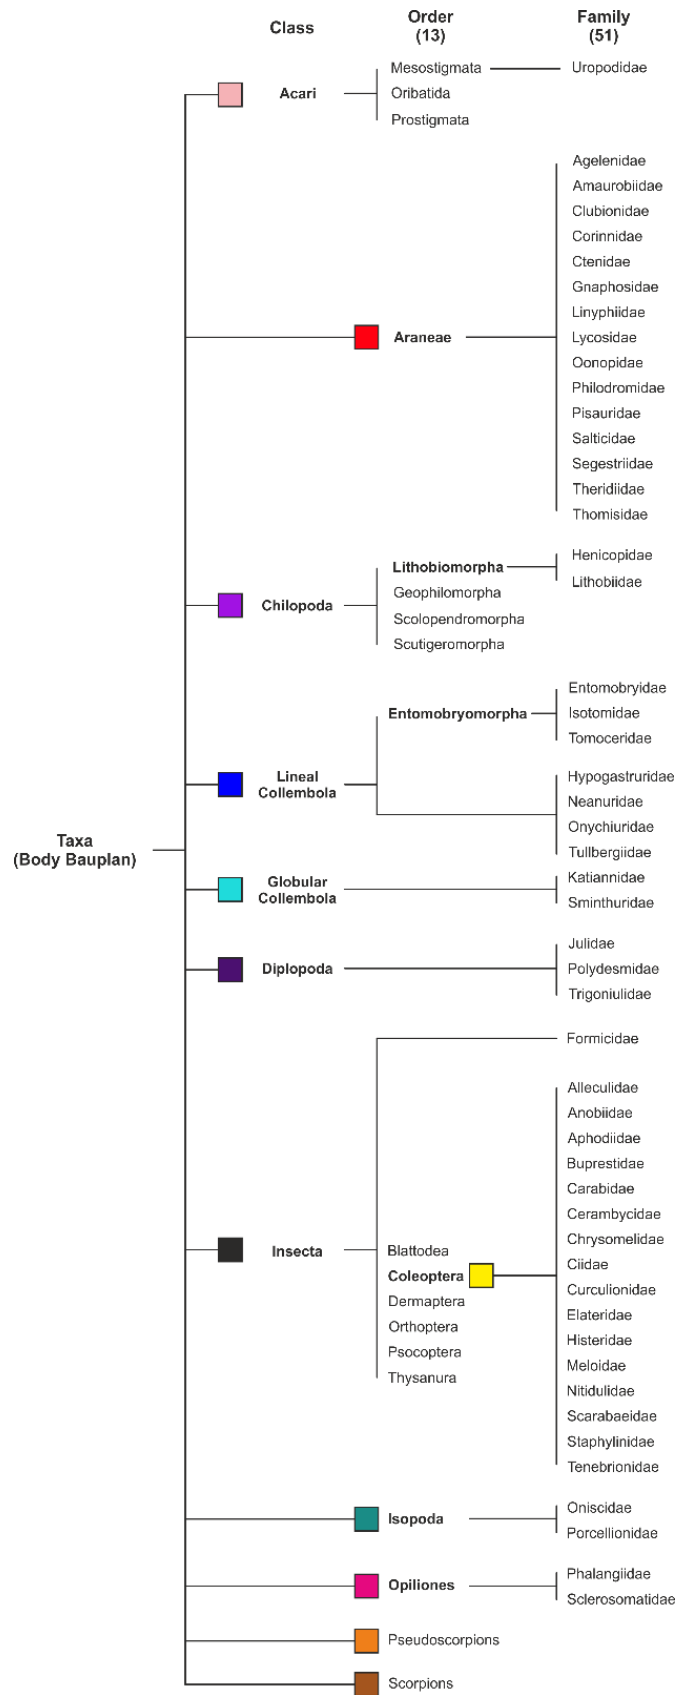 Class
Order
(13)
Family
(51)
Acari
Mesostigmata
Uropodidae
Oribatida
Prostigmata
Araneae
Agelenidae
Amaurobiidae
Clubionidae
Corinnidae
Ctenidae
Gnaphosidae
Linyphiidae
Lycosidae
Oonopidae
Philodromidae
Pisauridae
Salticidae
Segestriidae
Theridiidae
Thomisidae
Chilopoda
Lithobiomorpha
Henicopidae
Lithobiidae
Geophilomorpha
Scolopendromorpha
Scutigeromorpha
Lineal
Collembola
Entomobryomorpha
Entomobryidae
Isotomidae
Tomoceridae
Hypogastruridae
Neanuridae
Onychiuridae
Tullbergiidae
Taxa
(Body Bauplan)
Globular
Collembola
Katiannidae
Sminthuridae
Diplopoda
Julidae
Polydesmidae
Trigoniulidae
Insecta
Formicidae
Blattodea
Coleoptera
Dermaptera
Orthoptera
Psocoptera
Thysanura
Alleculidae
Anobiidae
Aphodiidae
Buprestidae
Carabidae
Cerambycidae
Chrysomelidae
Ciidae
Curculionidae
Elateridae
Histeridae
Meloidae
Nitidulidae
Scarabaeidae
Staphylinidae
Tenebrionidae
Isopoda
Oniscidae
Porcellionidae
Opiliones
Phalangiidae
Sclerosomatidae
Pseudoscorpions
Scorpions